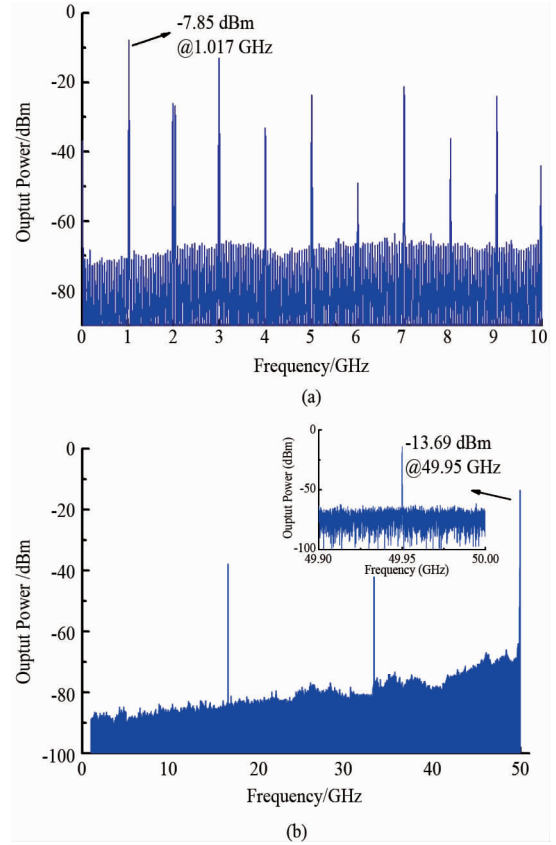 0
-7.85 dBm
@1.017 GHz
-20
-40
-60
-80
Ouptut Power/dBm
0 1 2 3 4 5 6 7 8 9 10
Frequency/GHz
(a)
0
-20
-40
-60
-80
-100
Ouptut Power /dBm
0
-50
-100
Ouptut Power (dBm)
-13.69 dBm
@49.95 GHz
49.90 49.95 50.00
Frequency (GHz)
0 10 20 30 40 50
Frequency/GHz
(b)